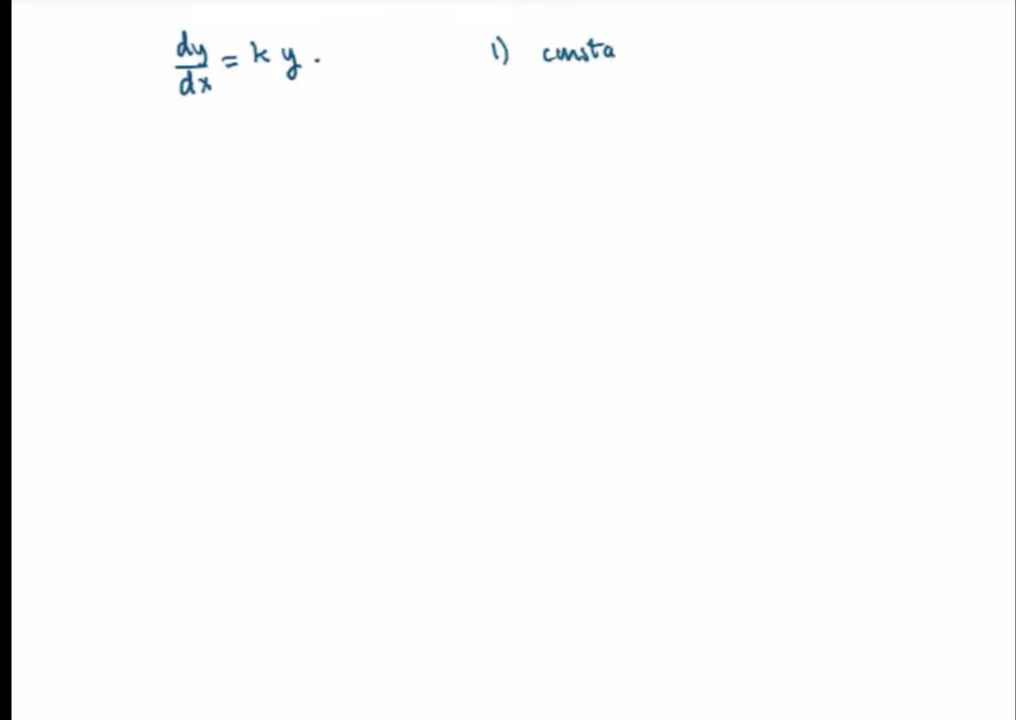 dy/dx = k y .
1) consta